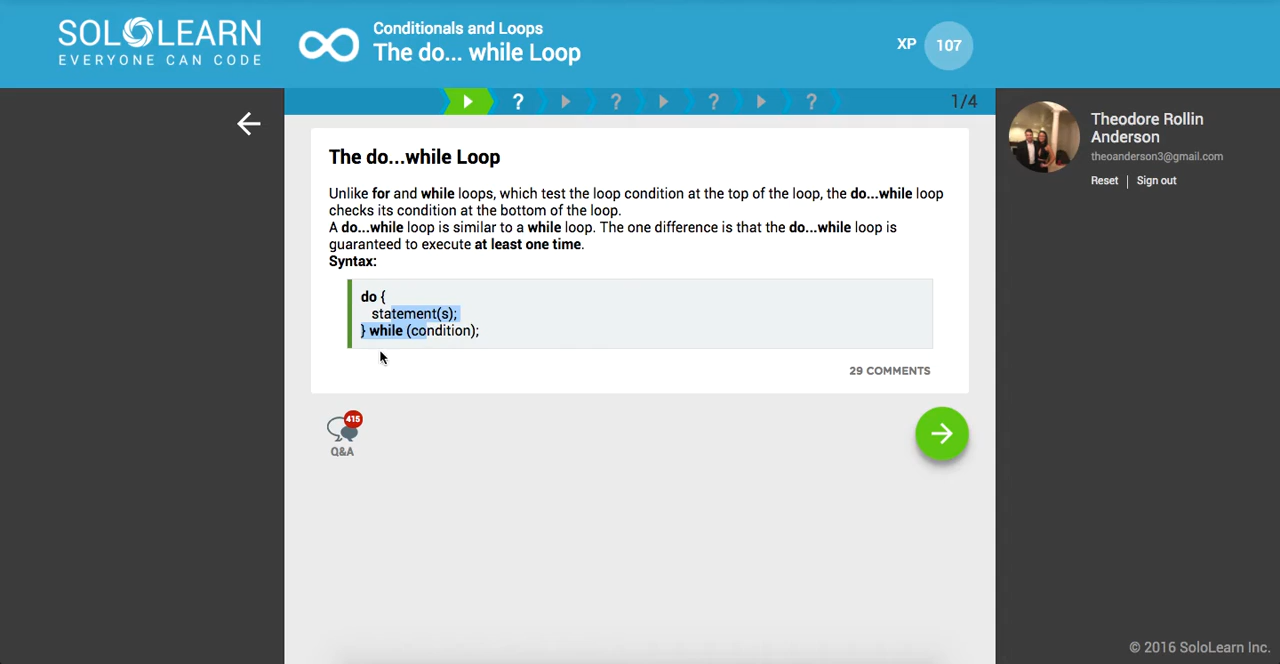 SOLOLEARN
EVERYONE CAN CODE
Conditionals and Loops
The do... while Loop
XP 107
? ? ? ?
1/4
Theodore Rollin
Anderson
theoanderson3@gmail.com
Reset | Sign out
The do...while Loop
Unlike for and while loops, which test the loop condition at the top of the loop, the do...while loop
checks its condition at the bottom of the loop.
A do...while loop is similar to a while loop. The one difference is that the do...while loop is
guaranteed to execute at least one time.
Syntax:
do {
statement(s);
} while (condition);
29 COMMENTS
415
Q&A
© 2016 SoloLearn Inc.